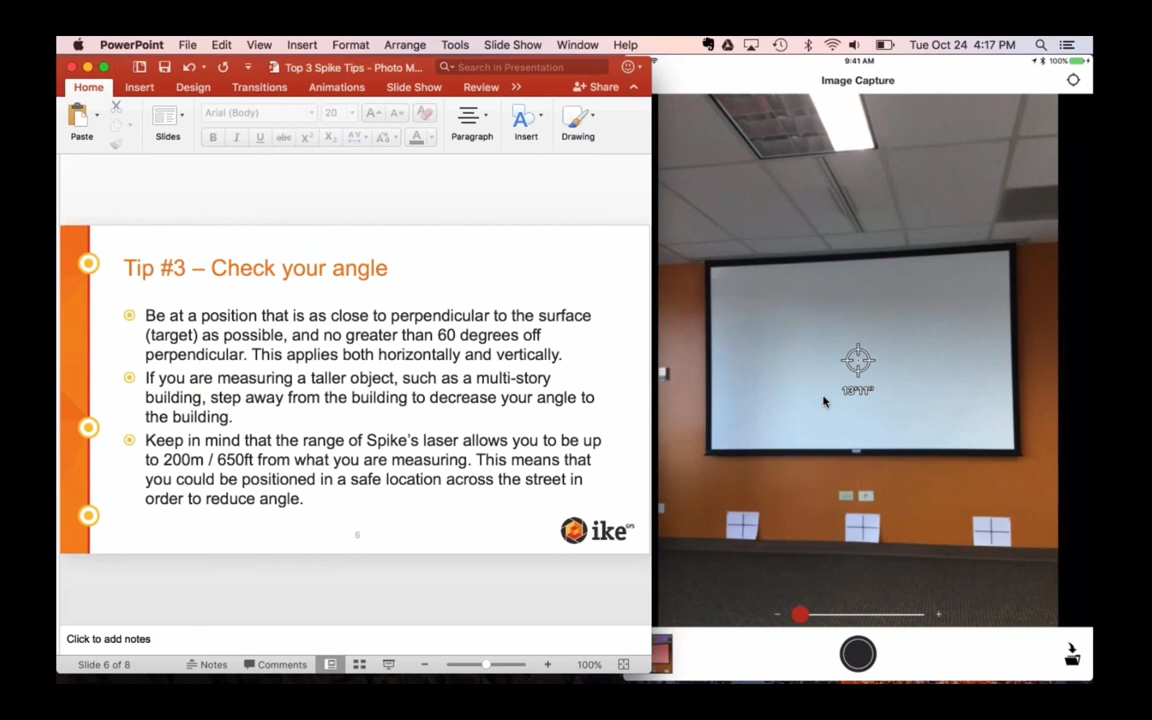 PowerPoint File Edit View Insert Format Arrange Tools Slide Show Window Help Tue Oct 24 4:17 PM
Top 3 Spike Tips - Photo M... Search in Presentation
9:41 AM 100%
Image Capture
Home Insert Design Transitions Animations Slide Show Review Share
Arial (Body) 20
Paste Slides B I U abc X² X₂ AV A Paragraph Insert Drawing
Tip #3 – Check your angle
Be at a position that is as close to perpendicular to the surface
(target) as possible, and no greater than 60 degrees off
perpendicular. This applies both horizontally and vertically.
If you are measuring a taller object, such as a multi-story
building, step away from the building to decrease your angle to
the building.
Keep in mind that the range of Spike's laser allows you to be up
to 200m / 650ft from what you are measuring. This means that
you could be positioned in a safe location across the street in
order to reduce angle.
6
ike GPS
13'11"
Click to add notes
Slide 6 of 8 Notes Comments 100%